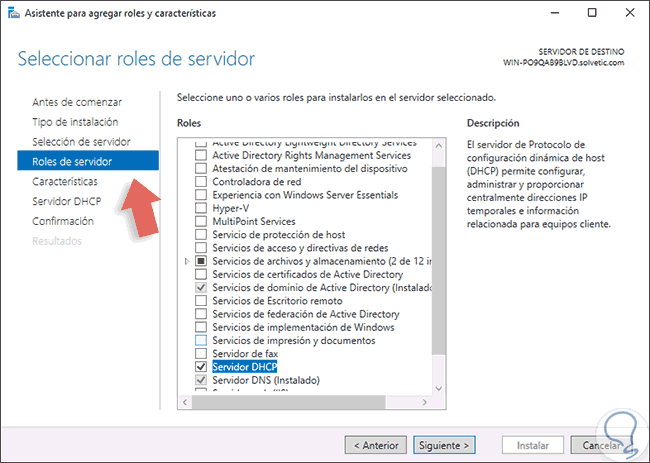 Asistente para agregar roles y características
Seleccionar roles de servidor
SERVIDOR DE DESTINO
WIN-PO9QAB9BLVD.solvetic.com
Antes de comenzar
Tipo de instalación
Selección de servidor
Roles de servidor
Características
Servidor DHCP
Confirmación
Resultados
Seleccione uno o varios roles para instalarlos en el servidor seleccionado.
Roles
Active Directory Lightweight Directory Services
Active Directory Rights Management Services
Atestación de mantenimiento del dispositivo
Controladora de red
Experiencia con Windows Server Essentials
Hyper-V
MultiPoint Services
Servicio de protección de host
Servicios de acceso y directivas de redes
Servicios de archivos y almacenamiento (2 de 12 in
Servicios de certificados de Active Directory
Servicios de dominio de Active Directory (Instalado
Servicios de Escritorio remoto
Servicios de federación de Active Directory
Servicios de implementación de Windows
Servicios de impresión y documentos
Servidor de fax
Servidor DHCP
Servidor DNS (Instalado)
Descripción
El servidor de Protocolo de
configuración dinámica de host
(DHCP) permite configurar,
administrar y proporcionar
centralmente direcciones IP
temporales e información
relacionada para equipos cliente.
< Anterior
Siguiente >
Instalar
Cancelar